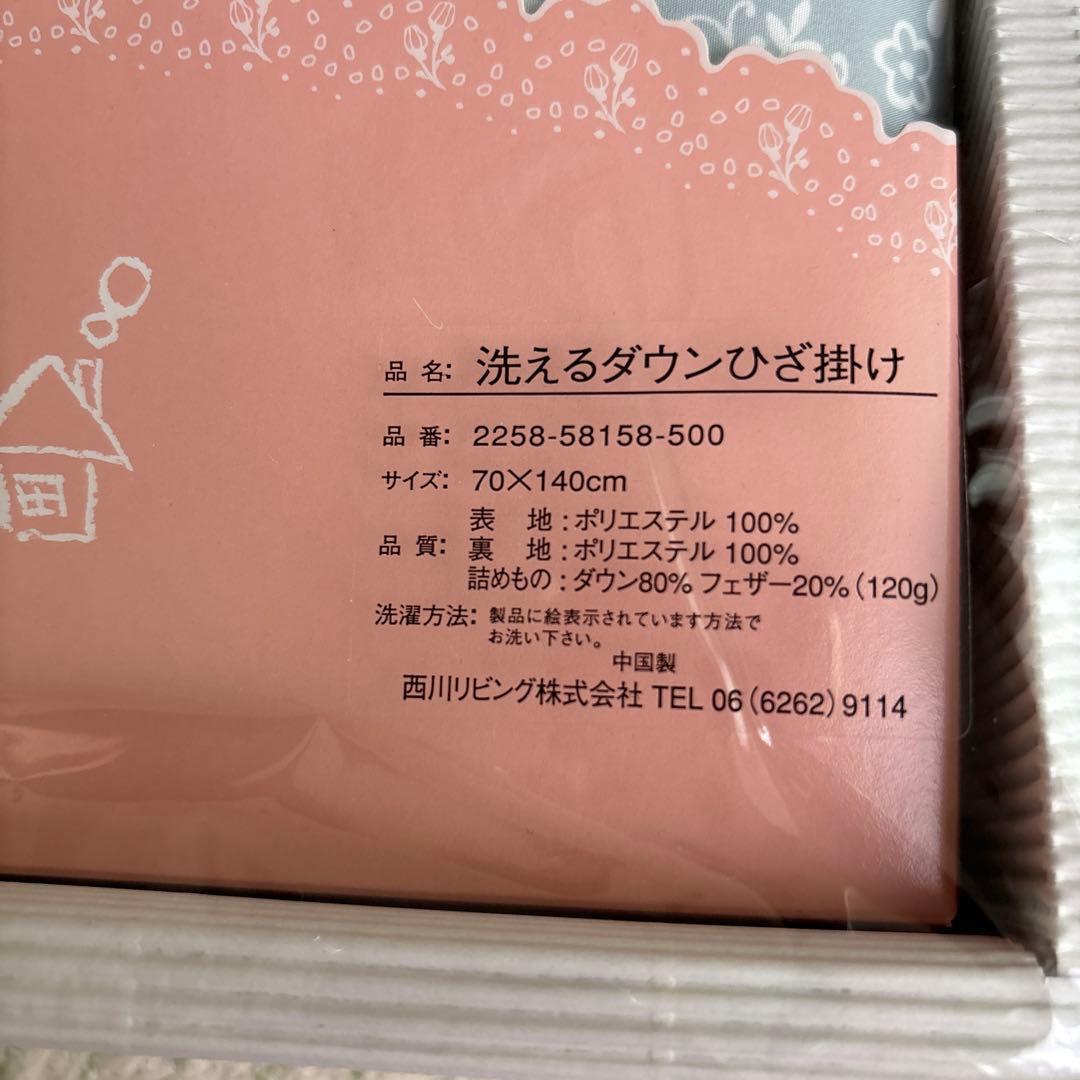 品 名: 洗えるダウンひざ掛け
品 番: 2258-58158-500
サイズ: 70×140cm
品 質: 表 地 : ポリエステル 100%
裏 地 : ポリエステル 100%
詰めもの : ダウン80% フェザー20%(120g)
洗濯方法: 製品に絵表示されています方法で
お洗い下さい。
中国製
西川リビング株式会社 TEL 06(6262)9114